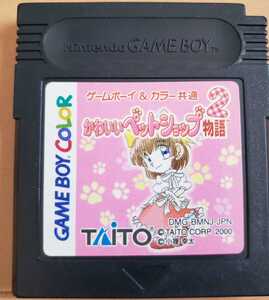 Nintendo GAME BOY™
ゲームボーイ&カラー共通
かわいいペットショップ物語2
GAME BOY COLOR
TAITO
DMG-BMNJ-JPN
©TAITO CORP. 2000